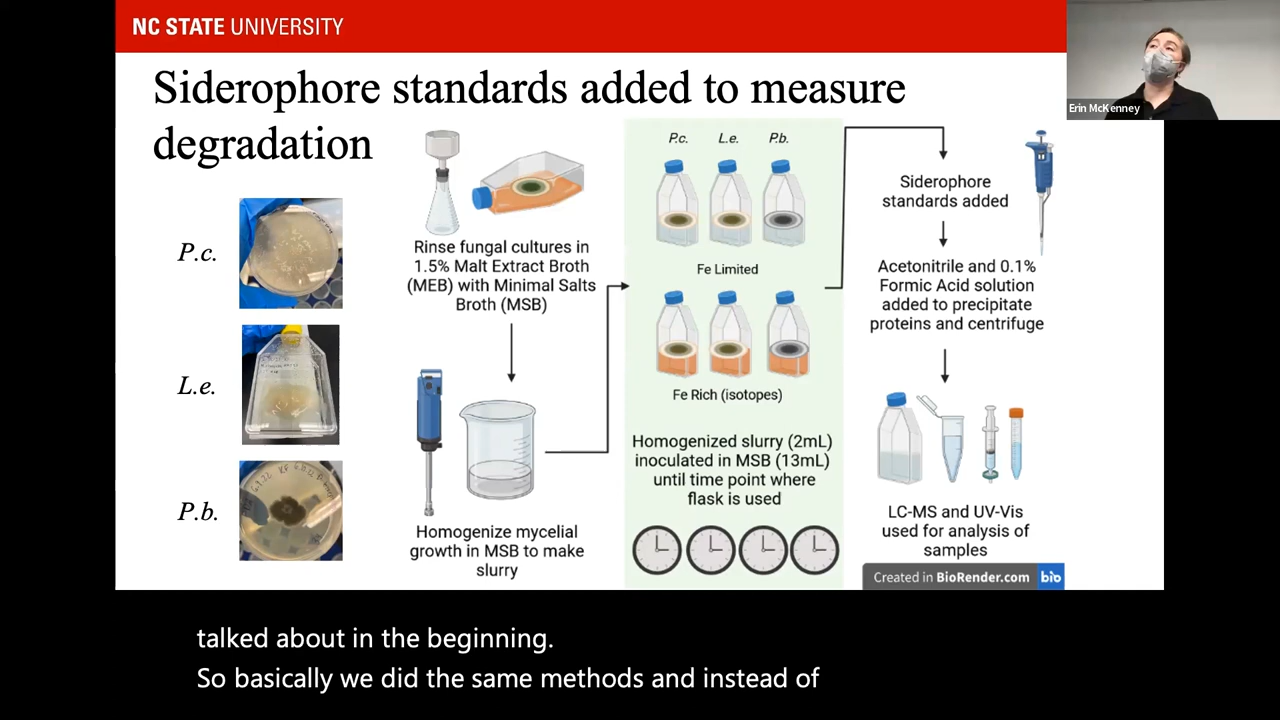 NC STATE UNIVERSITY
Erin McKenney
Siderophore standards added to measure
degradation
P.c.
L.e.
P.b.
Rinse fungal cultures in
1.5% Malt Extract Broth
(MEB) with Minimal Salts
Broth (MSB)
Homogenize mycelial
growth in MSB to make
slurry
P.c. L.e. P.b.
Fe Limited
Fe Rich (isotopes)
Homogenized slurry (2mL)
inoculated in MSB (13mL)
until time point where
flask is used
Siderophore
standards added
Acetonitrile and 0.1%
Formic Acid solution
added to precipitate
proteins and centrifuge
LC-MS and UV-Vis
used for analysis of
samples
Created in BioRender.com bio
talked about in the beginning.
So basically we did the same methods and instead of